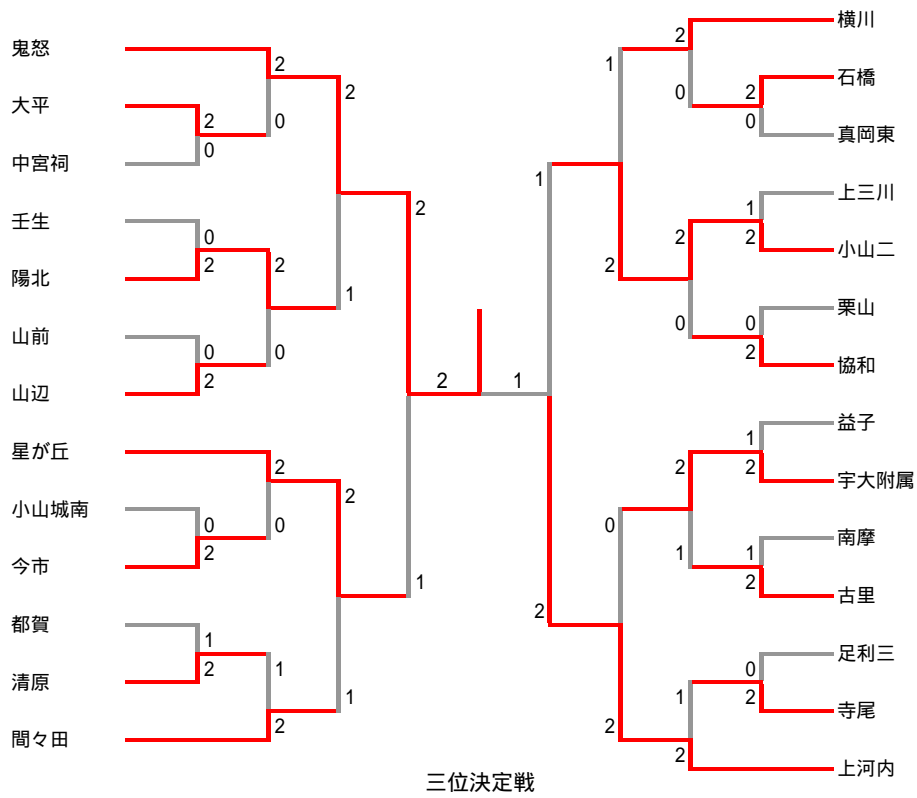 鬼怒
大平
中宮祠
壬生
陽北
山前
山辺
星が丘
小山城南
今市
都賀
清原
間々田
2
0
2
0
0
2
0
2
2
0
0
2
1
2
1
2
2
1
2
1
2
1
2
1
1
2
1
2
0
2
2
0
2
0
2
1
1
2
2
0
1
2
0
2
1
2
1
2
0
2
横川
石橋
真岡東
上三川
小山二
栗山
協和
益子
宇大附属
南摩
古里
足利三
寺尾
上河内
三位決定戦